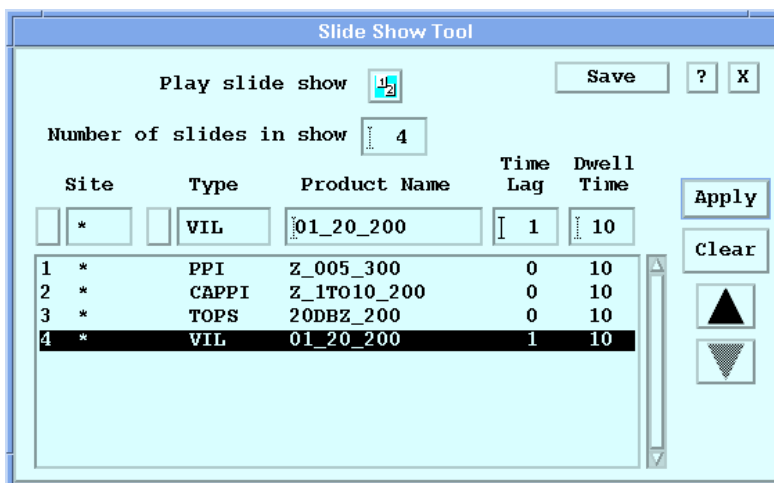 Slide Show Tool
Play slide show 1 2
Save ? X
Number of slides in show 4
Site Type Product Name Time Lag Dwell Time
* VIL 01_20_200 1 10
Apply
Clear
1 * PPI Z_005_300 0 10
2 * CAPPI Z_1TO10_200 0 10
3 * TOPS 20DBZ_200 0 10
4 * VIL 01_20_200 1 10